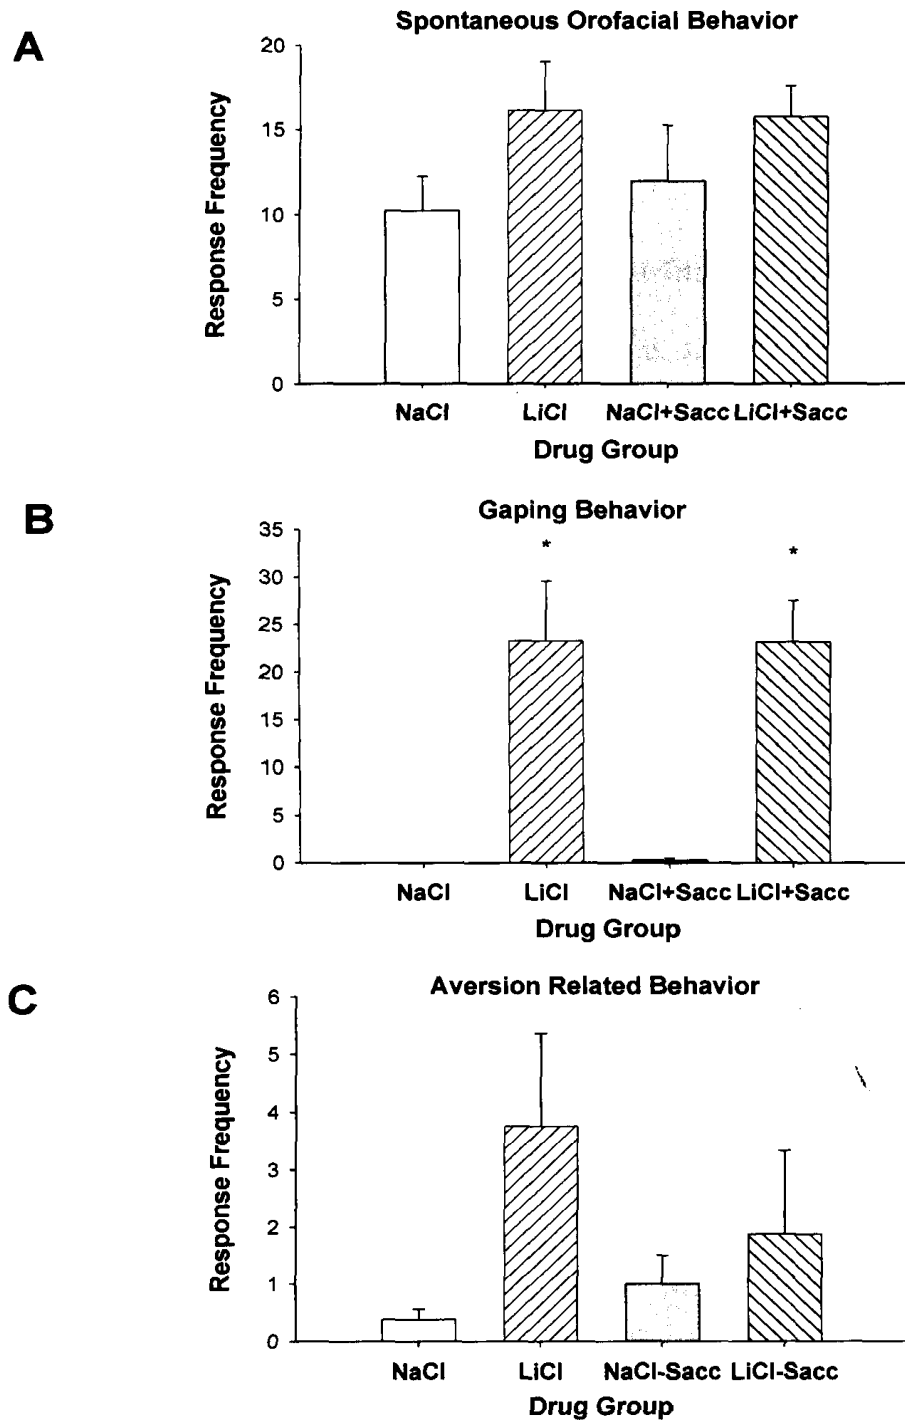 A
Spontaneous Orofacial Behavior
Response Frequency
20
15
10
5
0
NaCl LiCl NaCl+Sacc LiCl+Sacc
Drug Group
B
Gaping Behavior
Response Frequency
35
30
25
20
15
10
5
0
* *
NaCl LiCl NaCl+Sacc LiCl+Sacc
Drug Group
C
Aversion Related Behavior
Response Frequency
6
5
4
3
2
1
0
NaCl LiCl NaCl-Sacc LiCl-Sacc
Drug Group